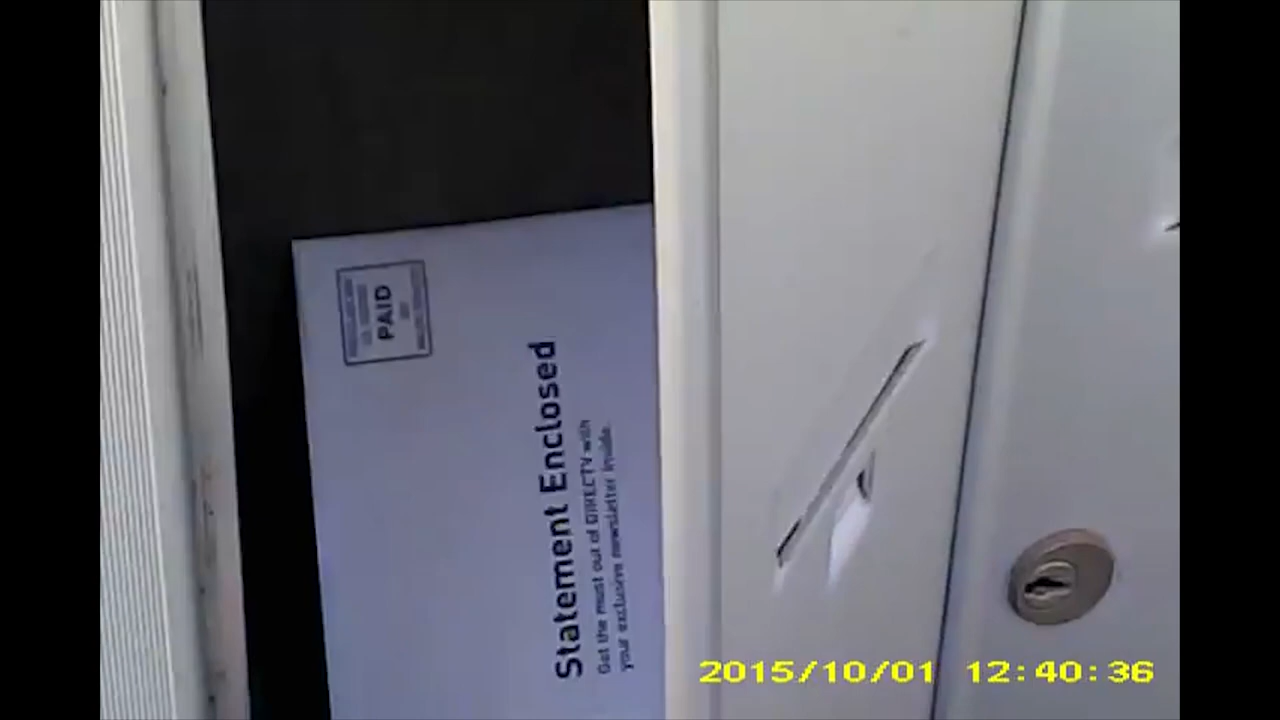 PAID
Statement Enclosed
Get the most out of DIRECTV with
your exclusive newsletter inside.
2015/10/01 12:40:36